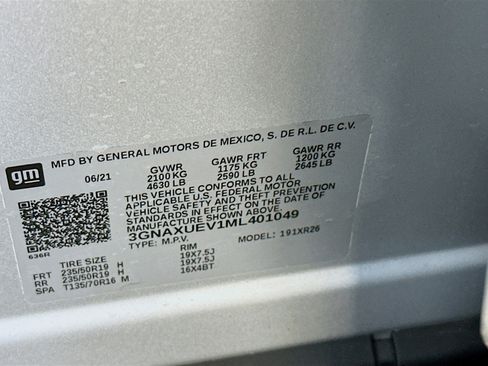 MFD BY GENERAL MOTORS DE MEXICO, S. DE R.L. DE C.V.
gm 06/21 GVWR GAWR FRT GAWR RR
2100 KG 1175 KG 1200 KG
4630 LB 2590 LB 2645 LB
THIS VEHICLE CONFORMS TO ALL
APPLICABLE U.S. FEDERAL MOTOR
VEHICLE SAFETY AND THEFT PREVENTION
STANDARDS IN EFFECT ON THE DATE OF
MANUFACTURE SHOWN ABOVE.
3GNAXUEV1ML401049
636R TYPE: M.P.V. MODEL: 191XR26
TIRE SIZE RIM
FRT 235/50R19 H 19X7.5J
RR 235/50R19 H 19X7.5J
SPA T135/70R16 M 16X4BT